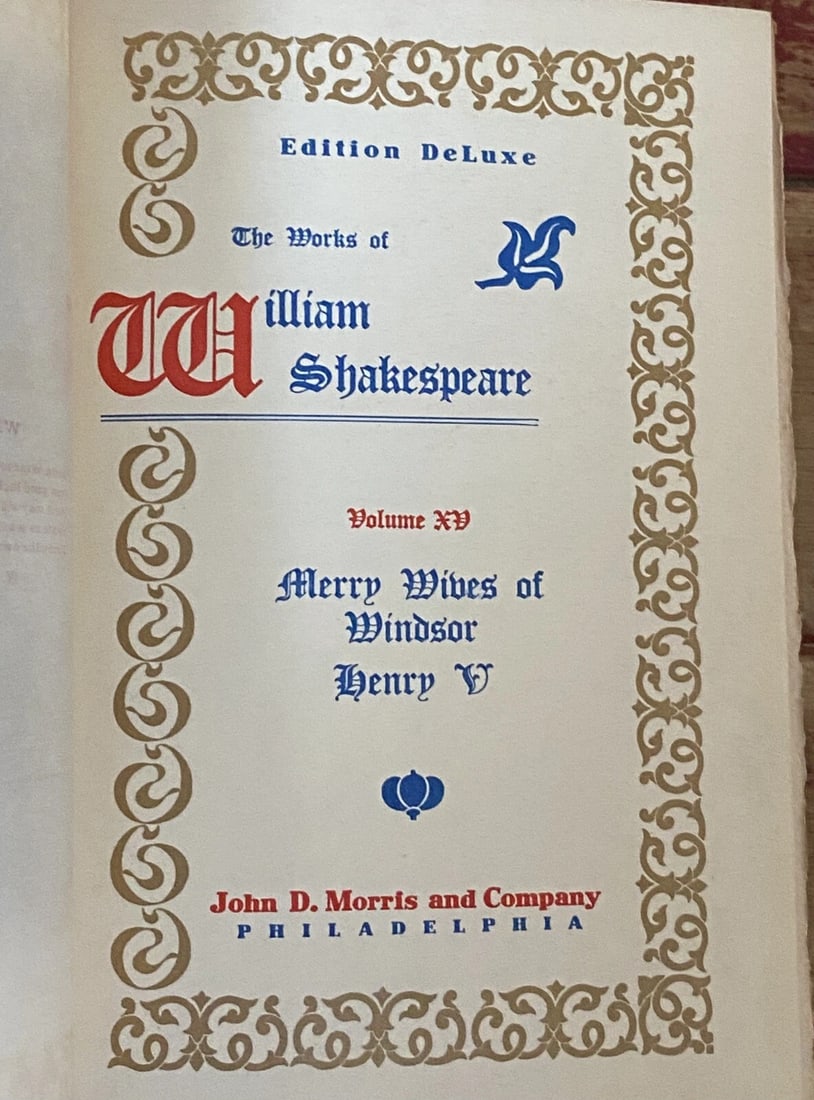 Edition DeLuxe
The Works of
William
Shakespeare
Volume XV
Merry Wives of
Windsor
Henry V
John D. Morris and Company
PHILADELPHIA